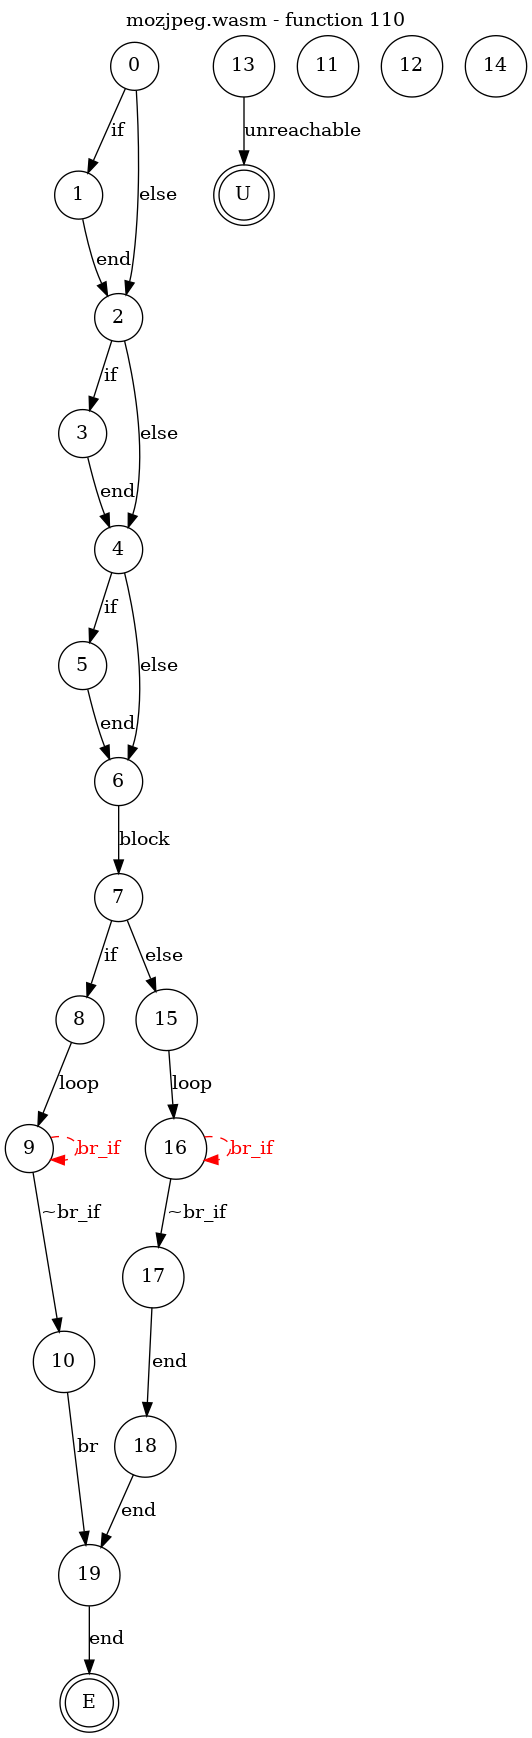 mozjpeg.wasm - function 110
0 13 11 12 14
if unreachable
1 else U
end
2
if
3 else
end
4
if
5 else
end
6
block
7
if else
8 15
loop loop
9 br_if 16 br_if
~br_if ~br_if
17
10 end
br 18
end
19
end
E